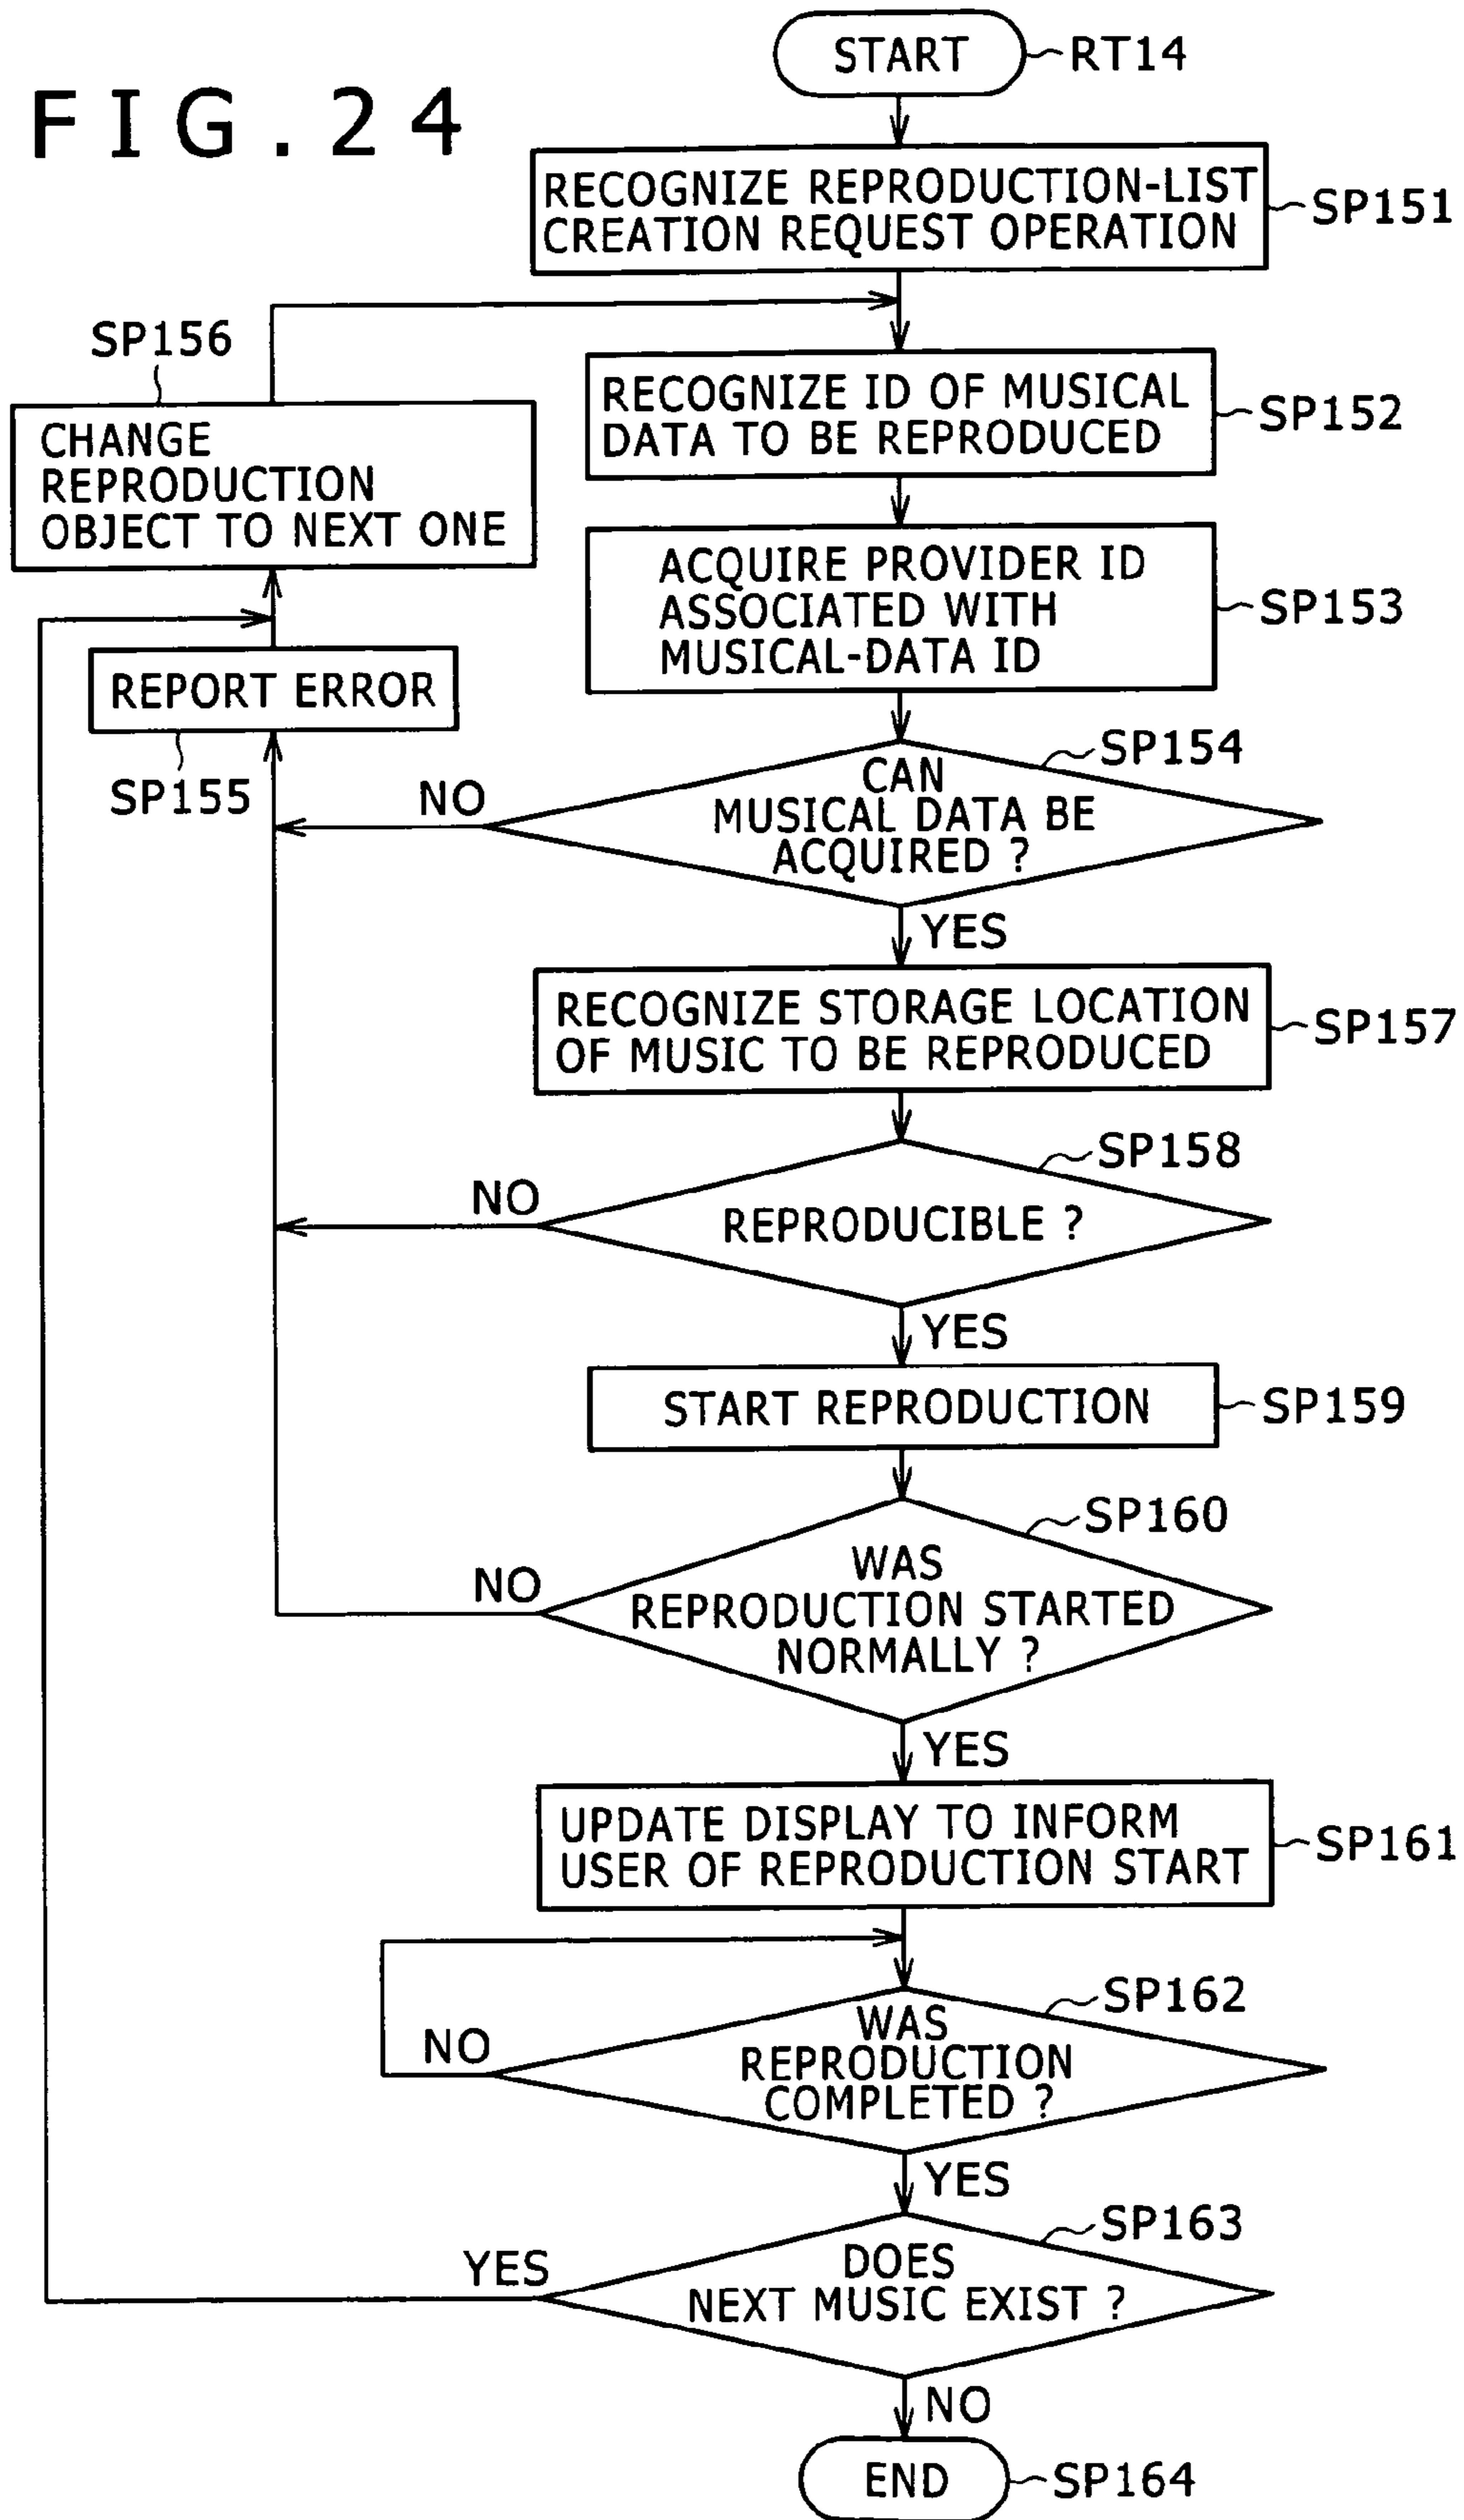 FIG.24
START
RT14
RECOGNIZE REPRODUCTION-LIST
CREATION REQUEST OPERATION
SP151
SP156
CHANGE
REPRODUCTION
OBJECT TO NEXT ONE
RECOGNIZE ID OF MUSICAL
DATA TO BE REPRODUCED
SP152
ACQUIRE PROVIDER ID
ASSOCIATED WITH
MUSICAL-DATA ID
SP153
REPORT ERROR
SP155
SP154
CAN
MUSICAL DATA BE
ACQUIRED ?
NO
YES
RECOGNIZE STORAGE LOCATION
OF MUSIC TO BE REPRODUCED
SP157
SP158
REPRODUCIBLE ?
NO
YES
START REPRODUCTION
SP159
SP160
WAS
REPRODUCTION STARTED
NORMALLY ?
NO
YES
UPDATE DISPLAY TO INFORM
USER OF REPRODUCTION START
SP161
SP162
WAS
REPRODUCTION
COMPLETED ?
NO
YES
SP163
DOES
NEXT MUSIC EXIST ?
YES
NO
END
SP164